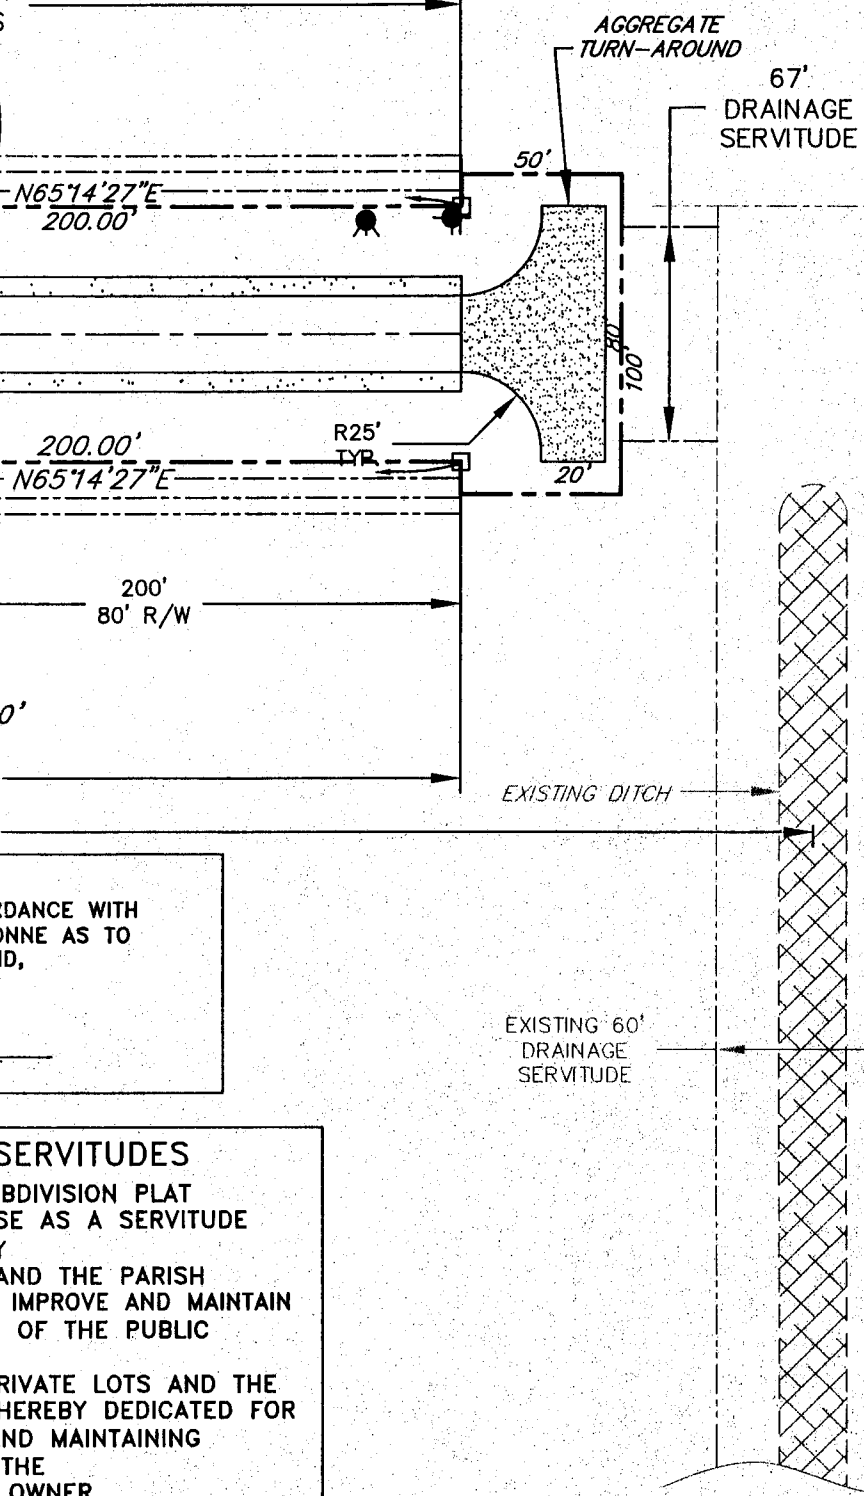 S
AGGREGATE
TURN-AROUND
67'
DRAINAGE
SERVITUDE
50'
N65°14'27"E
200.00'
80'
100'
200.00'
R25'
TYP.
N65°14'27"E
20'
200'
80' R/W
0'
EXISTING DITCH
RDANCE WITH
ONNE AS TO
ND,
EXISTING 60'
DRAINAGE
SERVITUDE
SERVITUDES
BDIVISION PLAT
SE AS A SERVITUDE
Y
AND THE PARISH
IMPROVE AND MAINTAIN
OF THE PUBLIC
RIVATE LOTS AND THE
HEREBY DEDICATED FOR
ND MAINTAINING
THE
OWNER